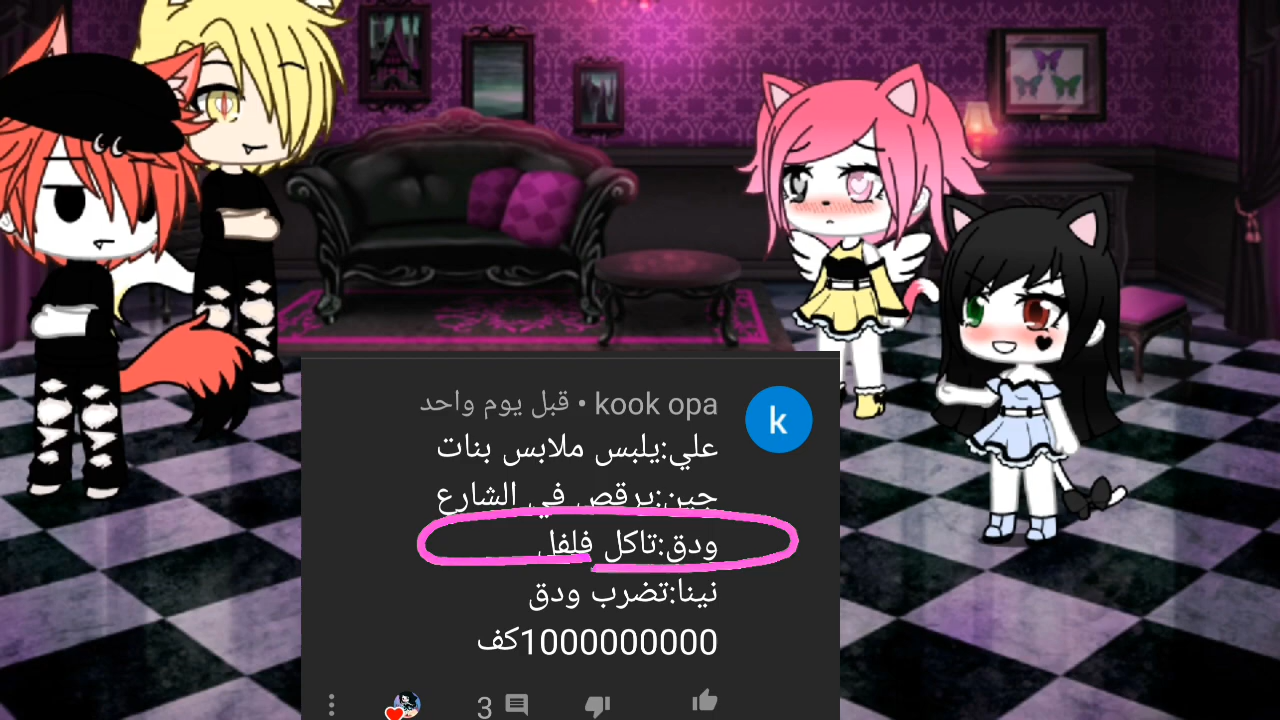 kook opa • قبل يوم واحد
k
علي:يلبس ملابس بنات
جين:يرقص في الشارع
ودق:تاكل فلفل
نينا:تضرب ودق
1000000000كف
3